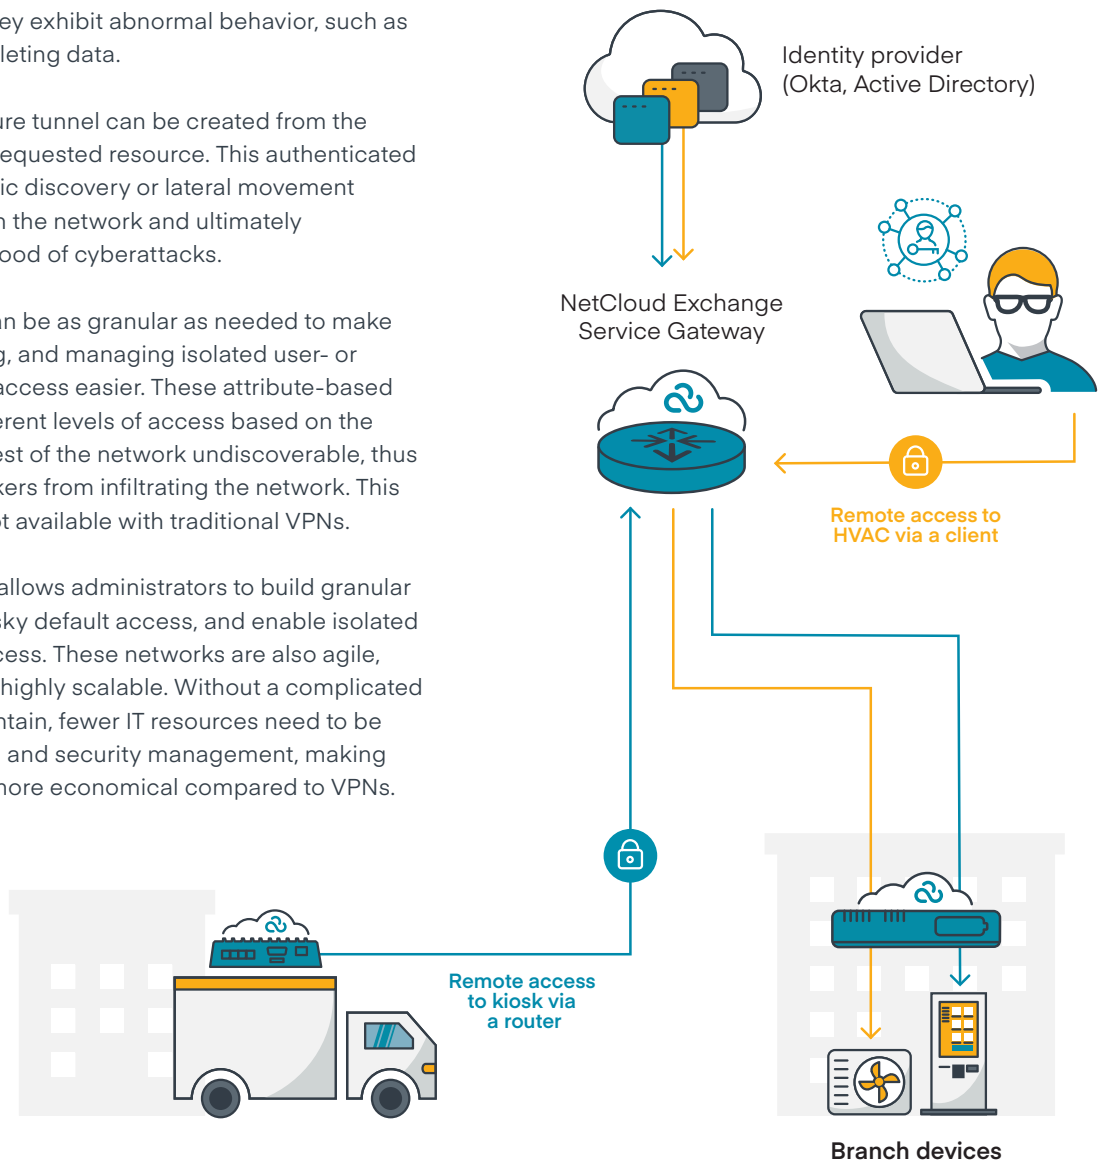 ey exhibit abnormal behavior, such as
leting data.
ure tunnel can be created from the
equested resource. This authenticated
ic discovery or lateral movement
n the network and ultimately
ood of cyberattacks.
an be as granular as needed to make
g, and managing isolated user- or
access easier. These attribute-based
erent levels of access based on the
est of the network undiscoverable, thus
kers from infiltrating the network. This
ot available with traditional VPNs.
allows administrators to build granular
sky default access, and enable isolated
cess. These networks are also agile,
highly scalable. Without a complicated
ntain, fewer IT resources need to be
and security management, making
more economical compared to VPNs.
Identity provider
(Okta, Active Directory)
NetCloud Exchange
Service Gateway
Remote access to
HVAC via a client
Remote access
to kiosk via
a router
Branch devices